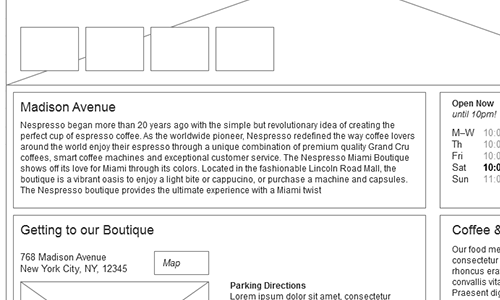 Madison Avenue
Nespresso began more than 20 years ago with the simple but revolutionary idea of creating the
perfect cup of espresso coffee. As the worldwide pioneer, Nespresso redefined the way coffee lovers
around the world enjoy their espresso through a unique combination of premium quality Grand Cru
coffees, smart coffee machines and exceptional customer service. The Nespresso Miami Boutique
shows off its love for Miami through its colors. Located in the fashionable Lincoln Road Mall, the
boutique is a vibrant oasis to enjoy a light bite or cappucino, or purchase a machine and capsules.
The Nespresso boutique provides the ultimate experience with a Miami twist
Open Now
until 10pm!
M–W 10:0
Th 10:0
Fri 10:0
Sat 10:0
Sun 11:0
Getting to our Boutique
768 Madison Avenue
New York City, NY, 12345
Map
Parking Directions
Lorem ipsum dolor sit amet, consectetur
Coffee &
Our food me
consectetur
rhoncus era
convallis vita
Praesent dig